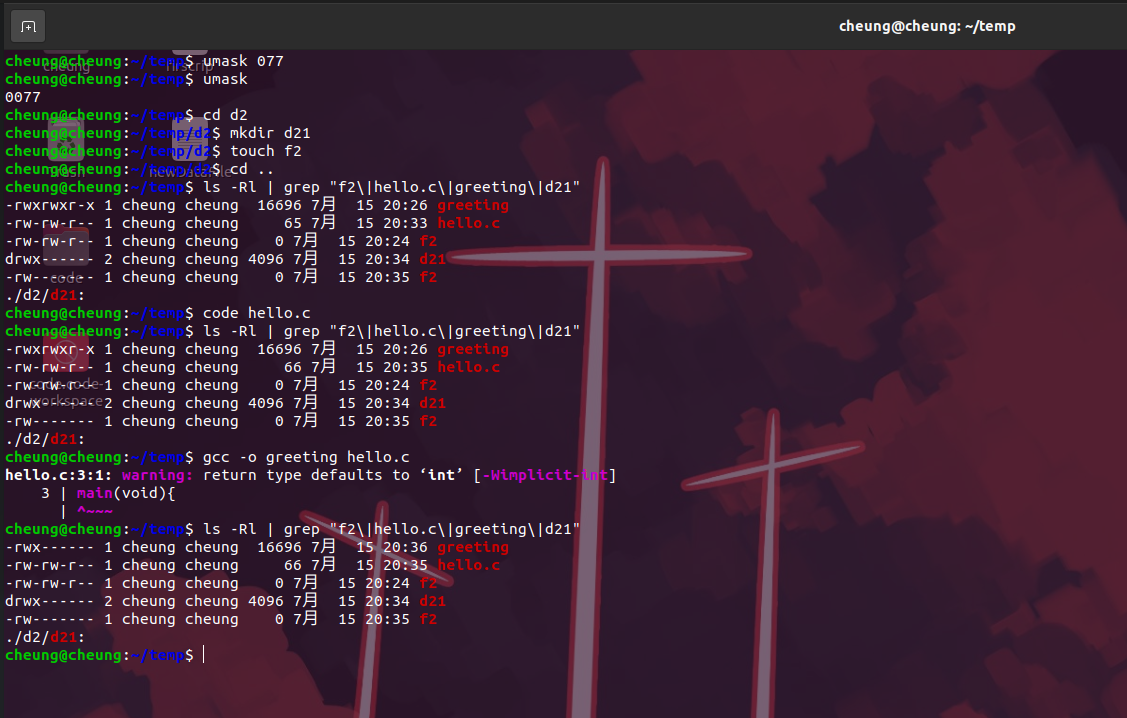 cheung@cheung: ~/temp
cheung@cheung:~/temp$ umask 077
cheung@cheung:~/temp$ umask
0077
cheung@cheung:~/temp$ cd d2
cheung@cheung:~/temp/d2$ mkdir d21
cheung@cheung:~/temp/d2$ touch f2
cheung@cheung:~/temp/d2$ cd ..
cheung@cheung:~/temp$ ls -Rl | grep "f2\|hello.c\|greeting\|d21"
-rwxrwxr-x 1 cheung cheung  16696 7月   15 20:26 greeting
-rw-rw-r-- 1 cheung cheung     65 7月   15 20:33 hello.c
-rw-rw-r-- 1 cheung cheung    0 7月   15 20:24 f2
drwx------ 2 cheung cheung 4096 7月   15 20:34 d21
-rw------- 1 cheung cheung    0 7月   15 20:35 f2
./d2/d21:
cheung@cheung:~/temp$ code hello.c
cheung@cheung:~/temp$ ls -Rl | grep "f2\|hello.c\|greeting\|d21"
-rwxrwxr-x 1 cheung cheung  16696 7月   15 20:26 greeting
-rw-rw-r-- 1 cheung cheung     66 7月   15 20:35 hello.c
-rw-rw-r-- 1 cheung cheung    0 7月   15 20:24 f2
drwx------ 2 cheung cheung 4096 7月   15 20:34 d21
-rw------- 1 cheung cheung    0 7月   15 20:35 f2
./d2/d21:
cheung@cheung:~/temp$ gcc -o greeting hello.c
hello.c:3:1: warning: return type defaults to ‘int’ [-Wimplicit-int]
    3 | main(void){
      | ^~~~
cheung@cheung:~/temp$ ls -Rl | grep "f2\|hello.c\|greeting\|d21"
-rwx------ 1 cheung cheung  16696 7月   15 20:36 greeting
-rw-rw-r-- 1 cheung cheung     66 7月   15 20:35 hello.c
-rw-rw-r-- 1 cheung cheung    0 7月   15 20:24 f2
drwx------ 2 cheung cheung 4096 7月   15 20:34 d21
-rw------- 1 cheung cheung    0 7月   15 20:35 f2
./d2/d21:
cheung@cheung:~/temp$
cheung
code
code-code-
workspace